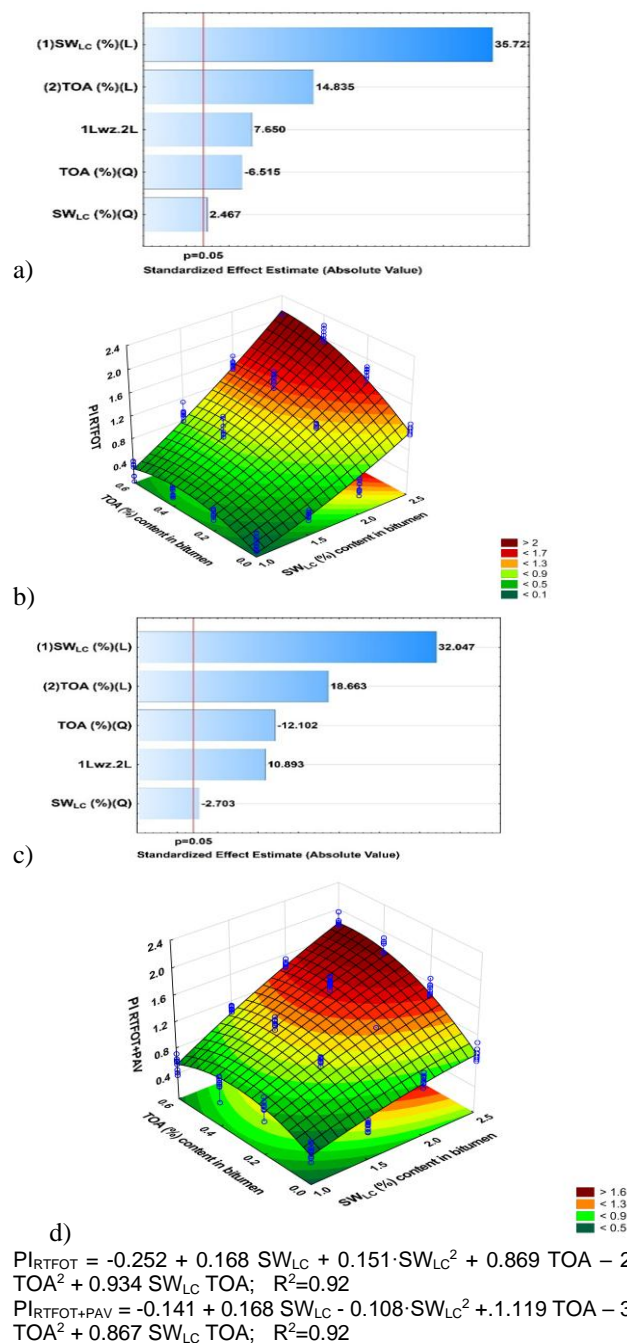 (1)SWLC (%)(L)
35.72
(2)TOA (%)(L)
14.835
1Lwz.2L
7.650
TOA (%)(Q)
-6.515
SWLC (%)(Q)
2.467
p=0.05
Standardized Effect Estimate (Absolute Value)
a)
PI RTFOT
2.4
2.0
1.6
1.2
0.8
0.4
TOA (%) content in bitumen
0.6
0.4
0.2
0.0
SWLC (%) content in bitumen
1.0
1.5
2.0
2.5
> 2
< 1.7
< 1.3
< 0.9
< 0.5
< 0.1
b)
(1)SWLC (%)(L)
32.047
(2)TOA (%)(L)
18.663
TOA (%)(Q)
-12.102
1Lwz.2L
10.893
SWLC (%)(Q)
-2.703
p=0.05
Standardized Effect Estimate (Absolute Value)
c)
PI RTFOT+PAV
2.4
2.0
1.6
1.2
0.8
0.4
TOA (%) content in bitumen
0.6
0.4
0.2
0.0
SWLC (%) content in bitumen
1.0
1.5
2.0
2.5
> 1.6
< 1.3
< 0.9
< 0.5
d)
PIRTFOT = -0.252 + 0.168 SWLC + 0.151·SWLC² + 0.869 TOA – 2
TOA² + 0.934 SWLC TOA; R²=0.92
PIRTFOT+PAV = -0.141 + 0.168 SWLC - 0.108·SWLC² +.1.119 TOA – 3
TOA² + 0.867 SWLC TOA; R²=0.92